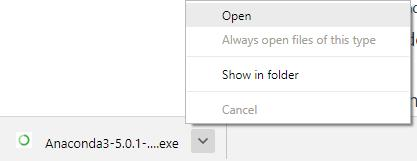 Open
Always open files of this type
Show in folder
Cancel
Anaconda3-5.0.1-....exe